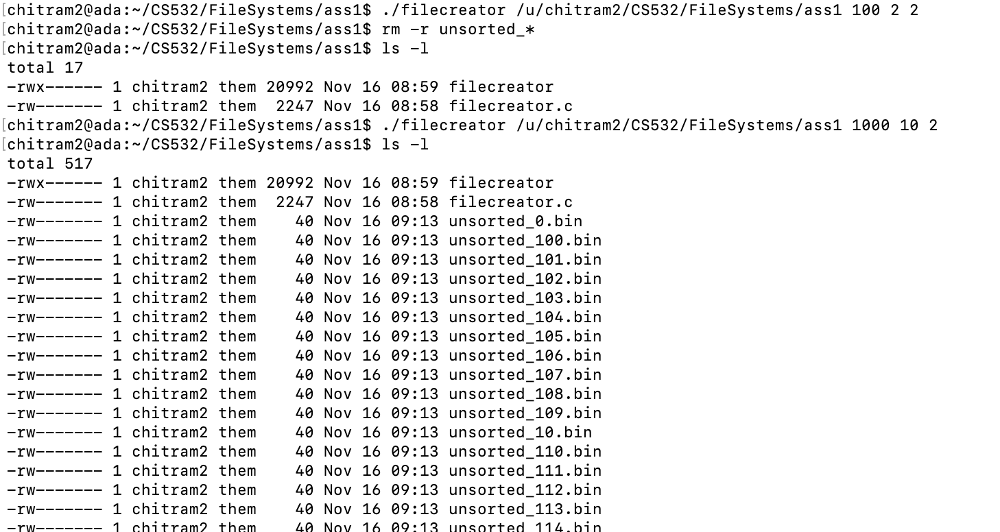 [chitram2@ada:~/CS532/FileSystems/ass1$ ./filecreator /u/chitram2/CS532/FileSystems/ass1 100 2 2
[chitram2@ada:~/CS532/FileSystems/ass1$ rm -r unsorted_*
[chitram2@ada:~/CS532/FileSystems/ass1$ ls -l
total 17
-rwx------ 1 chitram2 them 20992 Nov 16 08:59 filecreator
-rw------- 1 chitram2 them  2247 Nov 16 08:58 filecreator.c
[chitram2@ada:~/CS532/FileSystems/ass1$ ./filecreator /u/chitram2/CS532/FileSystems/ass1 1000 10 2
[chitram2@ada:~/CS532/FileSystems/ass1$ ls -l
total 517
-rwx------ 1 chitram2 them 20992 Nov 16 08:59 filecreator
-rw------- 1 chitram2 them  2247 Nov 16 08:58 filecreator.c
-rw------- 1 chitram2 them    40 Nov 16 09:13 unsorted_0.bin
-rw------- 1 chitram2 them    40 Nov 16 09:13 unsorted_100.bin
-rw------- 1 chitram2 them    40 Nov 16 09:13 unsorted_101.bin
-rw------- 1 chitram2 them    40 Nov 16 09:13 unsorted_102.bin
-rw------- 1 chitram2 them    40 Nov 16 09:13 unsorted_103.bin
-rw------- 1 chitram2 them    40 Nov 16 09:13 unsorted_104.bin
-rw------- 1 chitram2 them    40 Nov 16 09:13 unsorted_105.bin
-rw------- 1 chitram2 them    40 Nov 16 09:13 unsorted_106.bin
-rw------- 1 chitram2 them    40 Nov 16 09:13 unsorted_107.bin
-rw------- 1 chitram2 them    40 Nov 16 09:13 unsorted_108.bin
-rw------- 1 chitram2 them    40 Nov 16 09:13 unsorted_109.bin
-rw------- 1 chitram2 them    40 Nov 16 09:13 unsorted_10.bin
-rw------- 1 chitram2 them    40 Nov 16 09:13 unsorted_110.bin
-rw------- 1 chitram2 them    40 Nov 16 09:13 unsorted_111.bin
-rw------- 1 chitram2 them    40 Nov 16 09:13 unsorted_112.bin
-rw------- 1 chitram2 them    40 Nov 16 09:13 unsorted_113.bin
-rw------- 1 chitram2 them    40 Nov 16 09:13 unsorted_114.bin